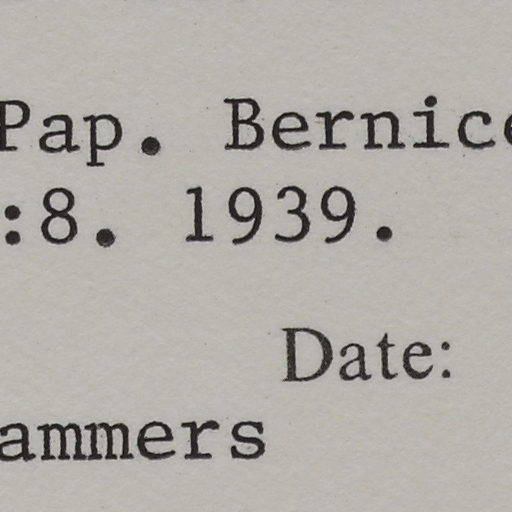 Pap. Bernice
:8. 1939.
Date:
ammers